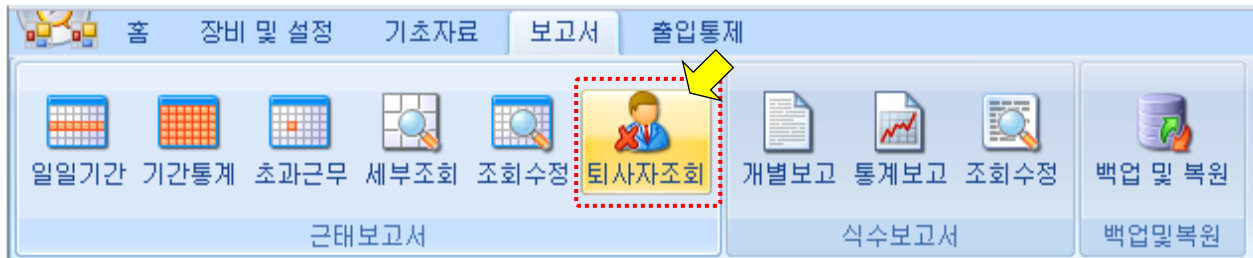 홈 장비 및 설정 기초자료 보고서 출입통제
일일기간 기간통계 초과근무 세부조회 조회수정 퇴사자조회 개별보고 통계보고 조회수정 백업 및 복원
근태보고서 식수보고서 백업및복원